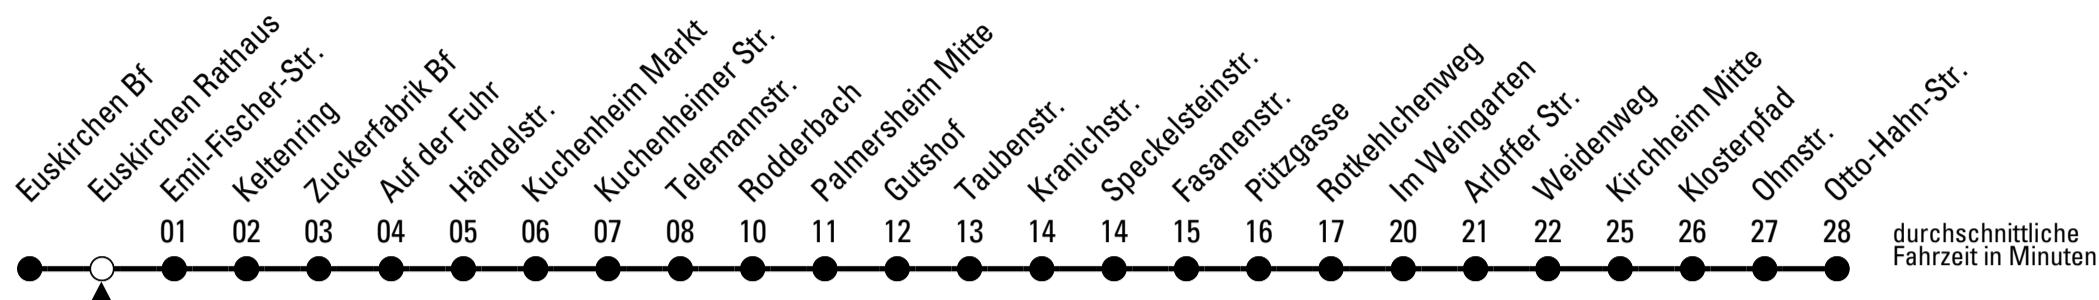 Euskirchen Bf
Euskirchen Rathaus
Emil-Fischer-Str.
Keltenring
Zuckerfabrik Bf
Auf der Fuhr
Händelstr.
Kuchenheim Markt
Kuchenheimer Str.
Telemannstr.
Rodderbach
Palmersheim Mitte
Gutshof
Taubenstr.
Kranichstr.
Speckelsteinstr.
Fasanenstr.
Pützgasse
Rotkehlchenweg
Im Weingarten
Arloffer Str.
Weidenweg
Kirchheim Mitte
Klosterpfad
Ohmstr.
Otto-Hahn-Str.
01 02 03 04 05 06 07 08 10 11 12 13 14 14 15 16 17 20 21 22 25 26 27 28
durchschnittliche
Fahrzeit in Minuten